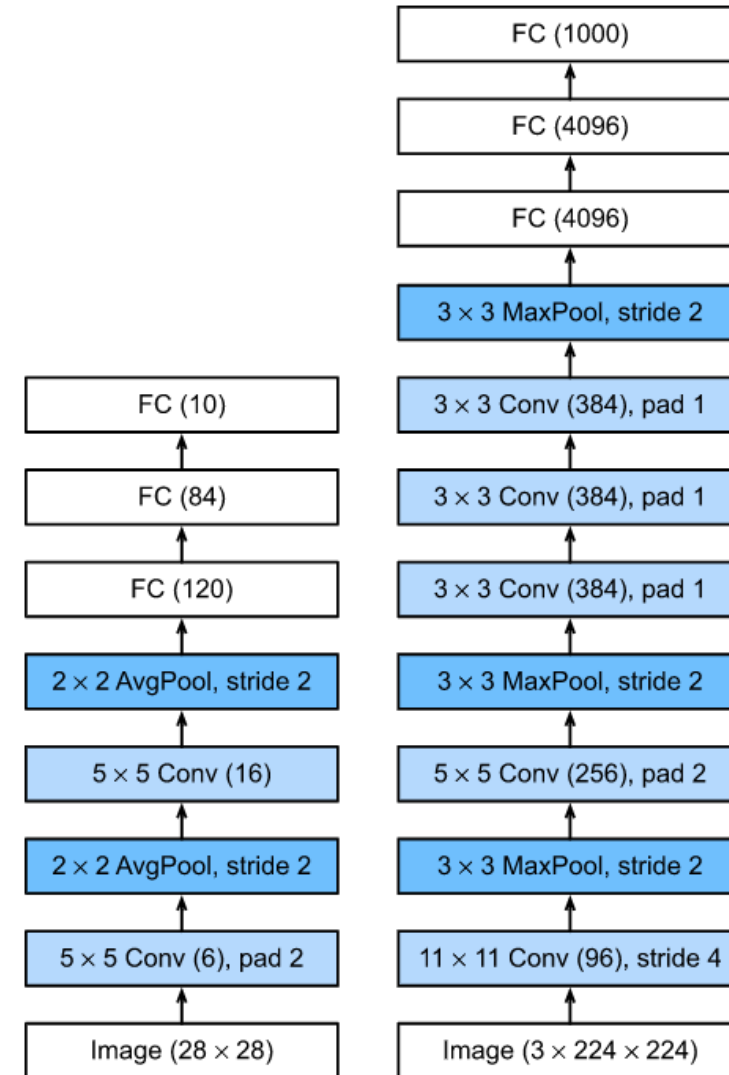 FC (10)
FC (84)
FC (120)
2 × 2 AvgPool, stride 2
5 × 5 Conv (16)
2 × 2 AvgPool, stride 2
5 × 5 Conv (6), pad 2
Image (28 × 28)
FC (1000)
FC (4096)
FC (4096)
3 × 3 MaxPool, stride 2
3 × 3 Conv (384), pad 1
3 × 3 Conv (384), pad 1
3 × 3 Conv (384), pad 1
3 × 3 MaxPool, stride 2
5 × 5 Conv (256), pad 2
3 × 3 MaxPool, stride 2
11 × 11 Conv (96), stride 4
Image (3 × 224 × 224)